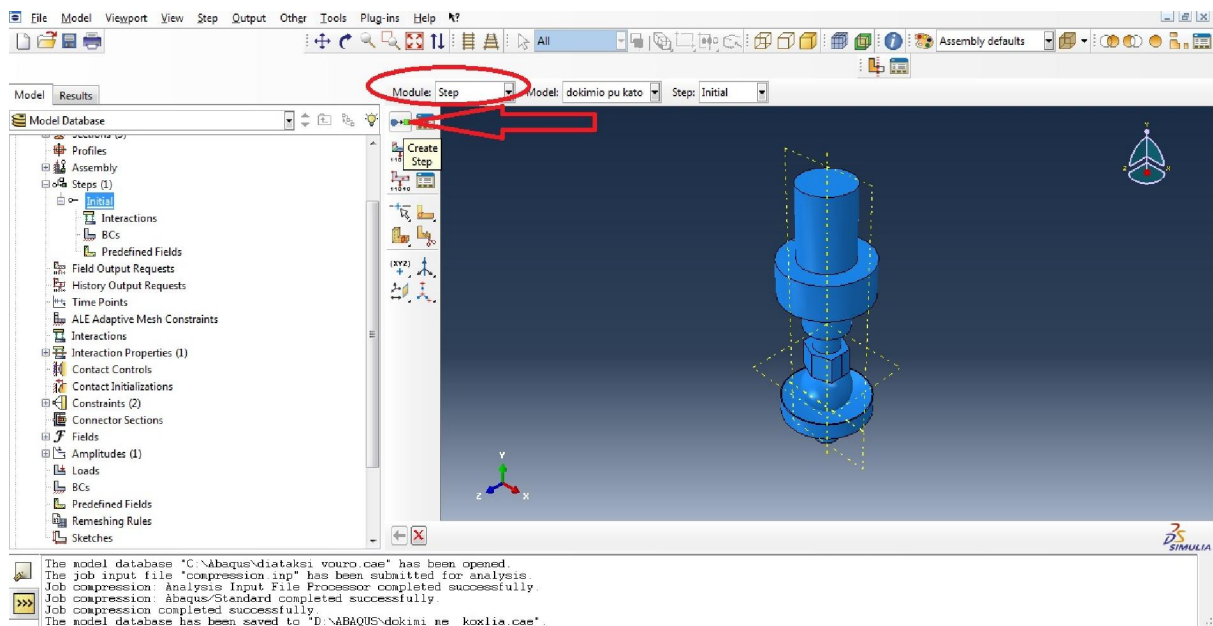 File Model Viewport View Step Output Other Tools Plug-ins Help
All
Assembly defaults
Model Results
Module: Step Model: dokimio pu kato Step: Initial
Model Database
Profiles
Assembly
Steps (1)
Initial
Interactions
BCs
Predefined Fields
Field Output Requests
History Output Requests
Time Points
ALE Adaptive Mesh Constraints
Interactions
Interaction Properties (1)
Contact Controls
Contact Initializations
Constraints (2)
Connector Sections
Fields
Amplitudes (1)
Loads
BCs
Predefined Fields
Remeshing Rules
Sketches
Create
Step
(XYZ)
Y
Z X
Y
Z X
SIMULIA
The model database "C:\Abaqus\diataksi vouro.cae" has been opened.
The job input file "compression.inp" has been submitted for analysis.
Job compression: Analysis Input File Processor completed successfully.
Job compression: Abaqus/Standard completed successfully.
Job compression completed successfully.
The model database has been saved to "D:\ABAQUS\dokimi me koxlia.cae".